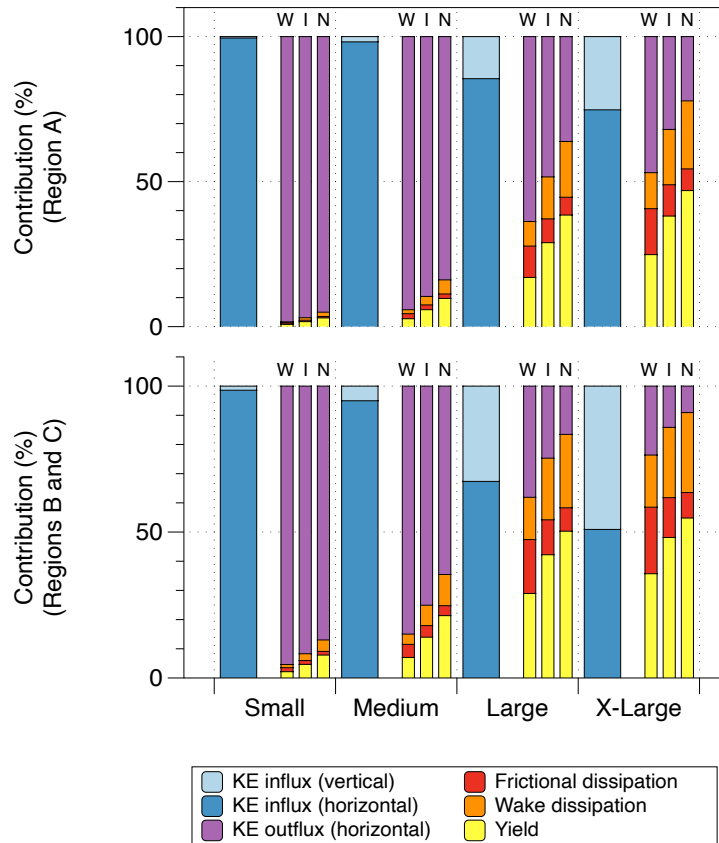 W I N W I N W I N W I N
100
50
0
Contribution (%)
(Region A)
W I N W I N W I N W I N
100
50
0
Contribution (%)
(Regions B and C)
Small Medium Large X-Large
KE influx (vertical)
KE influx (horizontal)
KE outflux (horizontal)
Frictional dissipation
Wake dissipation
Yield